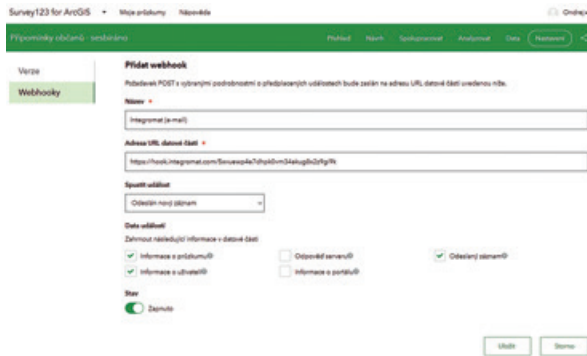 Survey123 for ArcGIS
Moje průzkumy
Nápověda
Ondřej
Připomínky občanů - sesbíráno
Přehled
Návrh
Spolupracovat
Analyzovat
Data
Nastavení
Verze
Webhooky
Přidat webhook
Požadavek POST s vybranými podrobnostmi o předplacených událostech bude zaslán na adresu URL datové části uvedenou níže.
Název *
Integromat (e-mail)
Adresa URL datové části *
Spustit událost
Odeslán nový záznam
Data událostí
Zahrnout následující informace v datové části
Informace o průzkumu
Odpověď serveru
Odeslaný záznam
Informace o uživateli
Informace o portálu
Stav
Zapnuto
Uložit
Storno